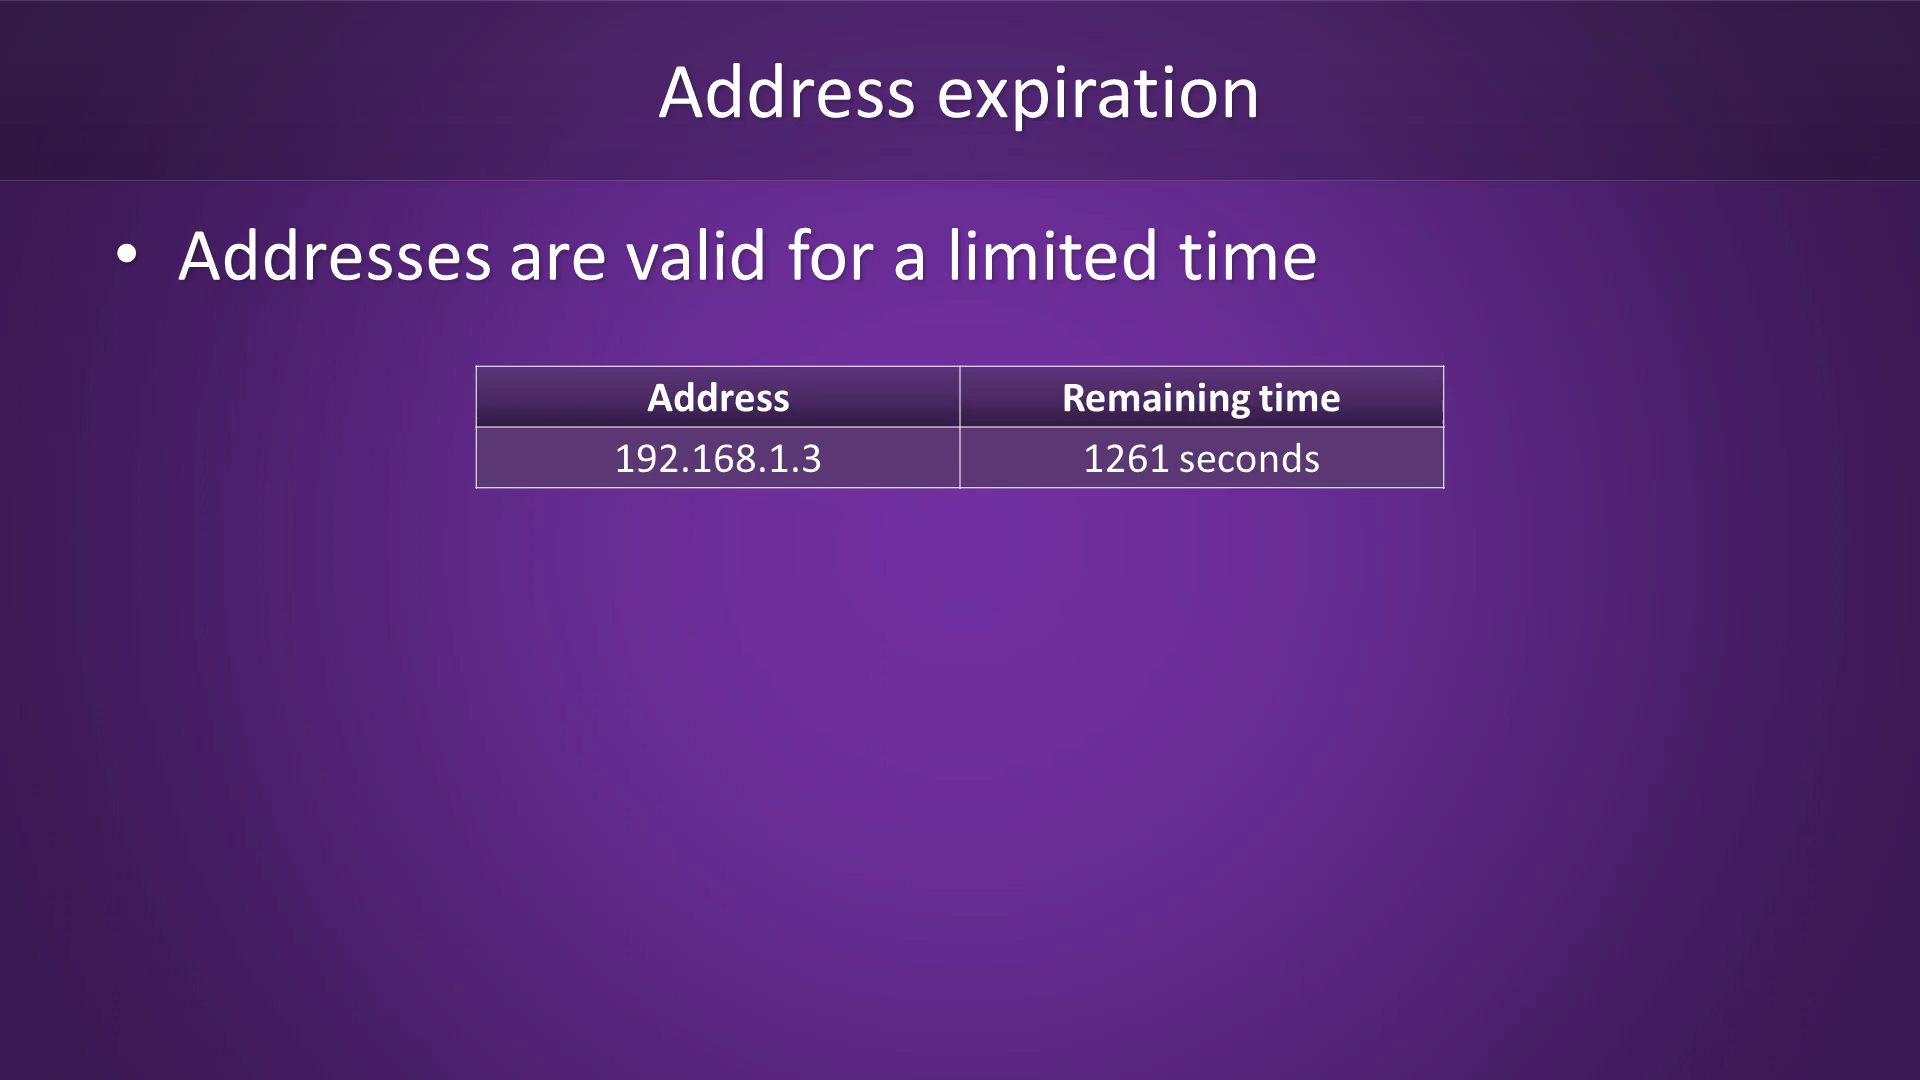 Address expiration
• Addresses are valid for a limited time
Address Remaining time
192.168.1.3 1261 seconds